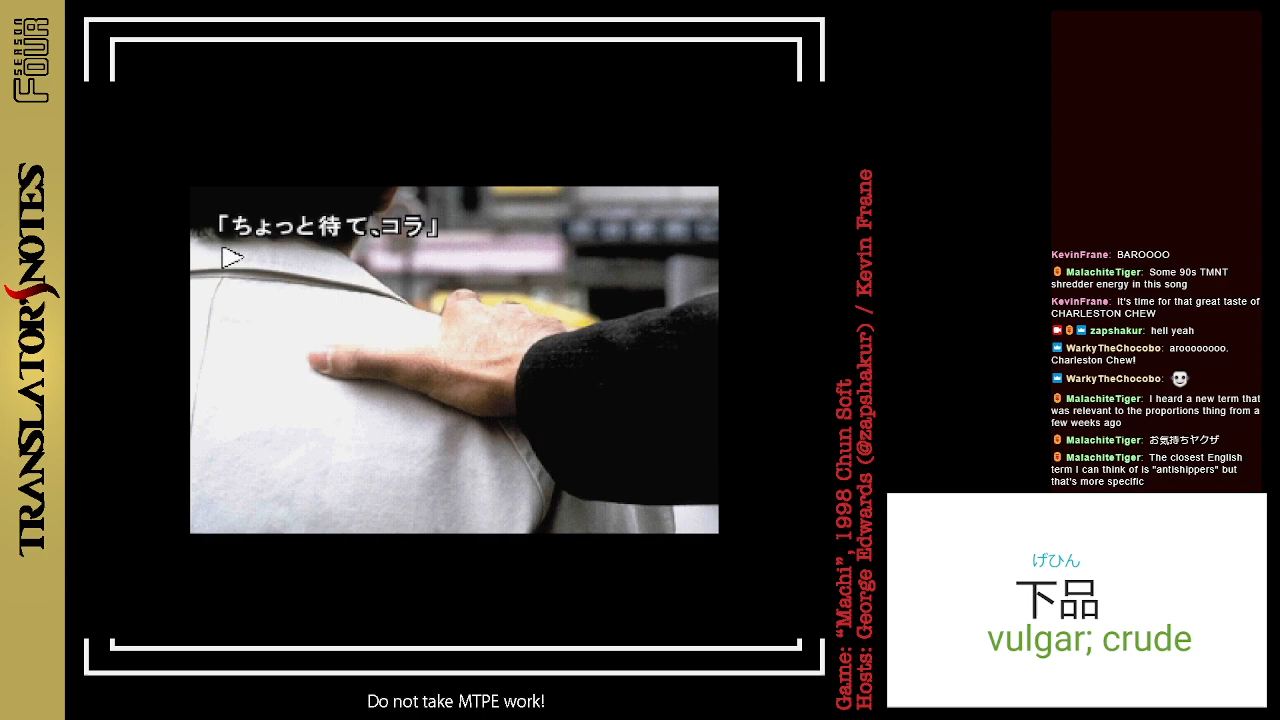 SEASON
FOUR
TRANSLATOR'S NOTES
「ちょっと待て、コラ」
Game: "Machi", 1998 Chun Soft
Hosts: George Edwards (@zapshakur) / Kevin Frane
KevinFrane: BAROOOO
MalachiteTiger: Some 90s TMNT
shredder energy in this song
KevinFrane: It's time for that great taste of
CHARLESTON CHEW
zapshakur: hell yeah
WarkyTheChocobo: aroooooooo.
Charleston Chew!
WarkyTheChocobo:
MalachiteTiger: I heard a new term that
was relevant to the proportions thing from a
few weeks ago
MalachiteTiger: お気持ちヤクザ
MalachiteTiger: The closest English
term I can think of is "antishippers" but
that's more specific
げひん
下品
vulgar; crude
Do not take MTPE work!